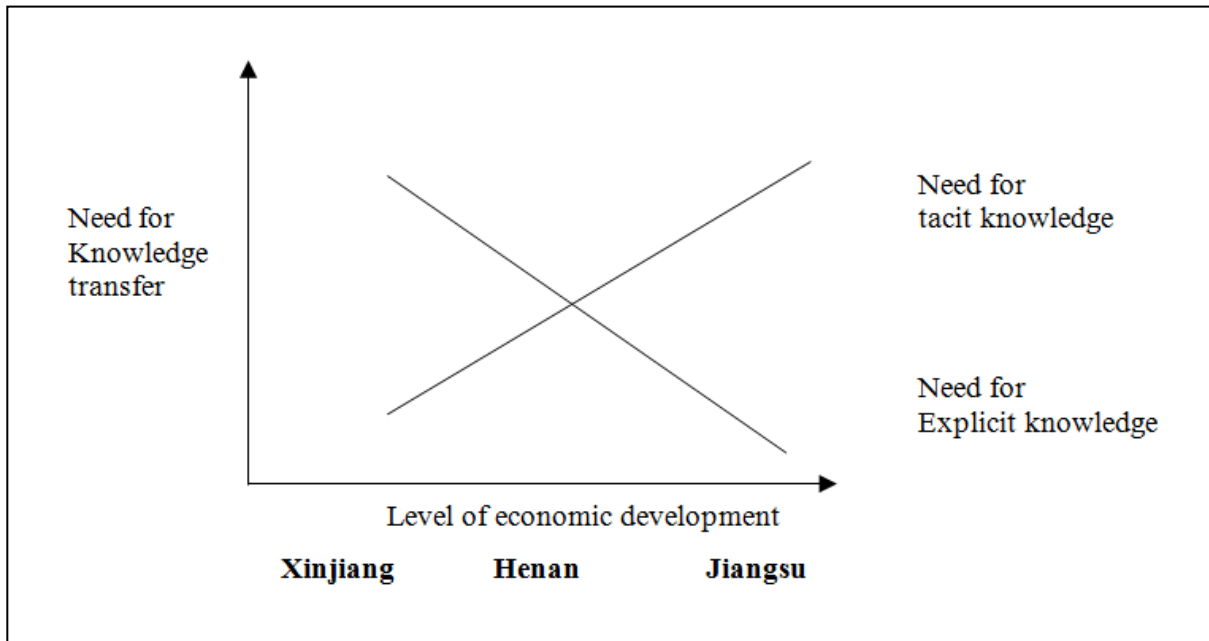 Need for
Knowledge
transfer
Need for
tacit knowledge
Need for
Explicit knowledge
Level of economic development
Xinjiang Henan Jiangsu